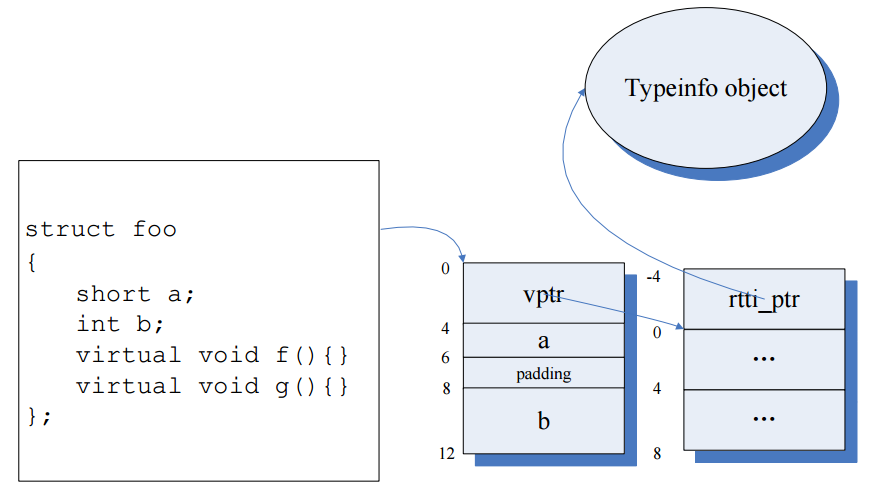 Typeinfo object
struct foo
{
short a;
int b;
virtual void f(){}
virtual void g(){}
};
0
vptr
4
a
6
padding
8
b
12
-4
rtti_ptr
0
...
4
...
8